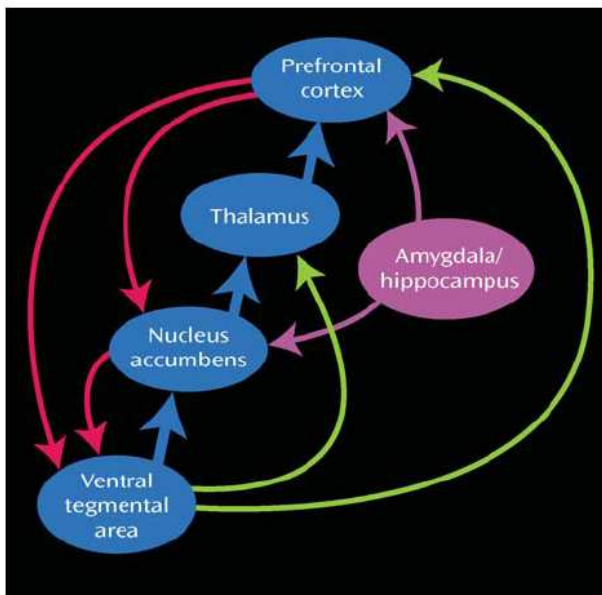 Prefrontal
cortex
Thalamus
Amygdala/
hippocampus
Nucleus
accumbens
Ventral
tegmental
area